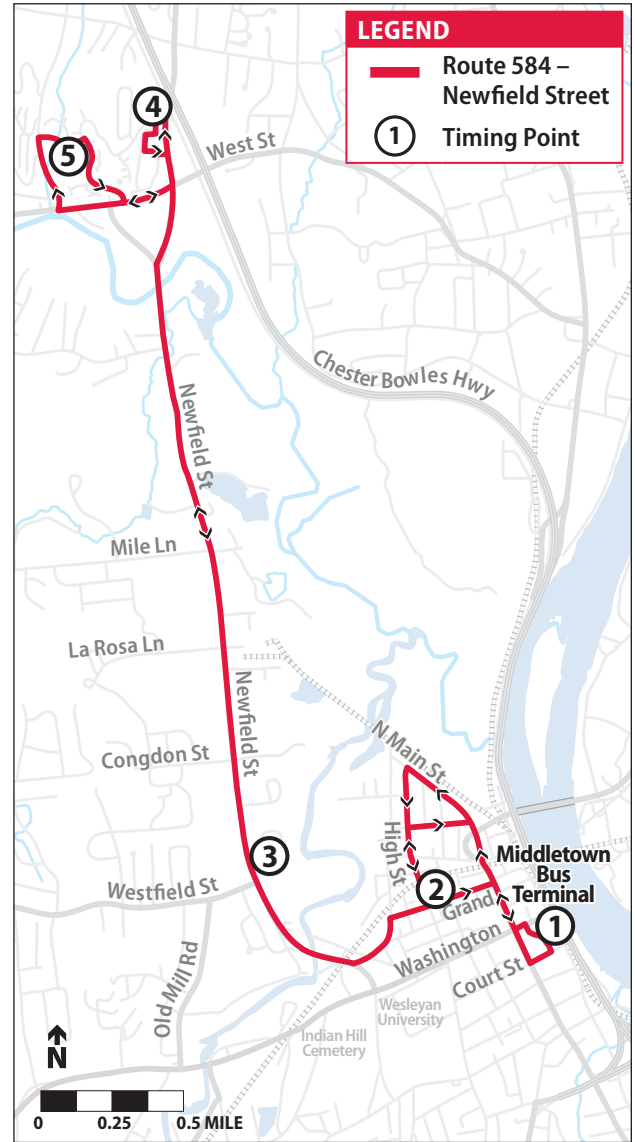 LEGEND
Route 584 –
Newfield Street
1 Timing Point
4
5
West St
Chester Bowles Hwy
Newfield St
Mile Ln
La Rosa Ln
Newfield St
Congdon St
N Main St
High St
3
Middletown
Bus
Terminal
Westfield St
2
Grand
1
Washington
Court St
Old Mill Rd
Wesleyan
University
Indian Hill
Cemetery
N
0 0.25 0.5 MILE